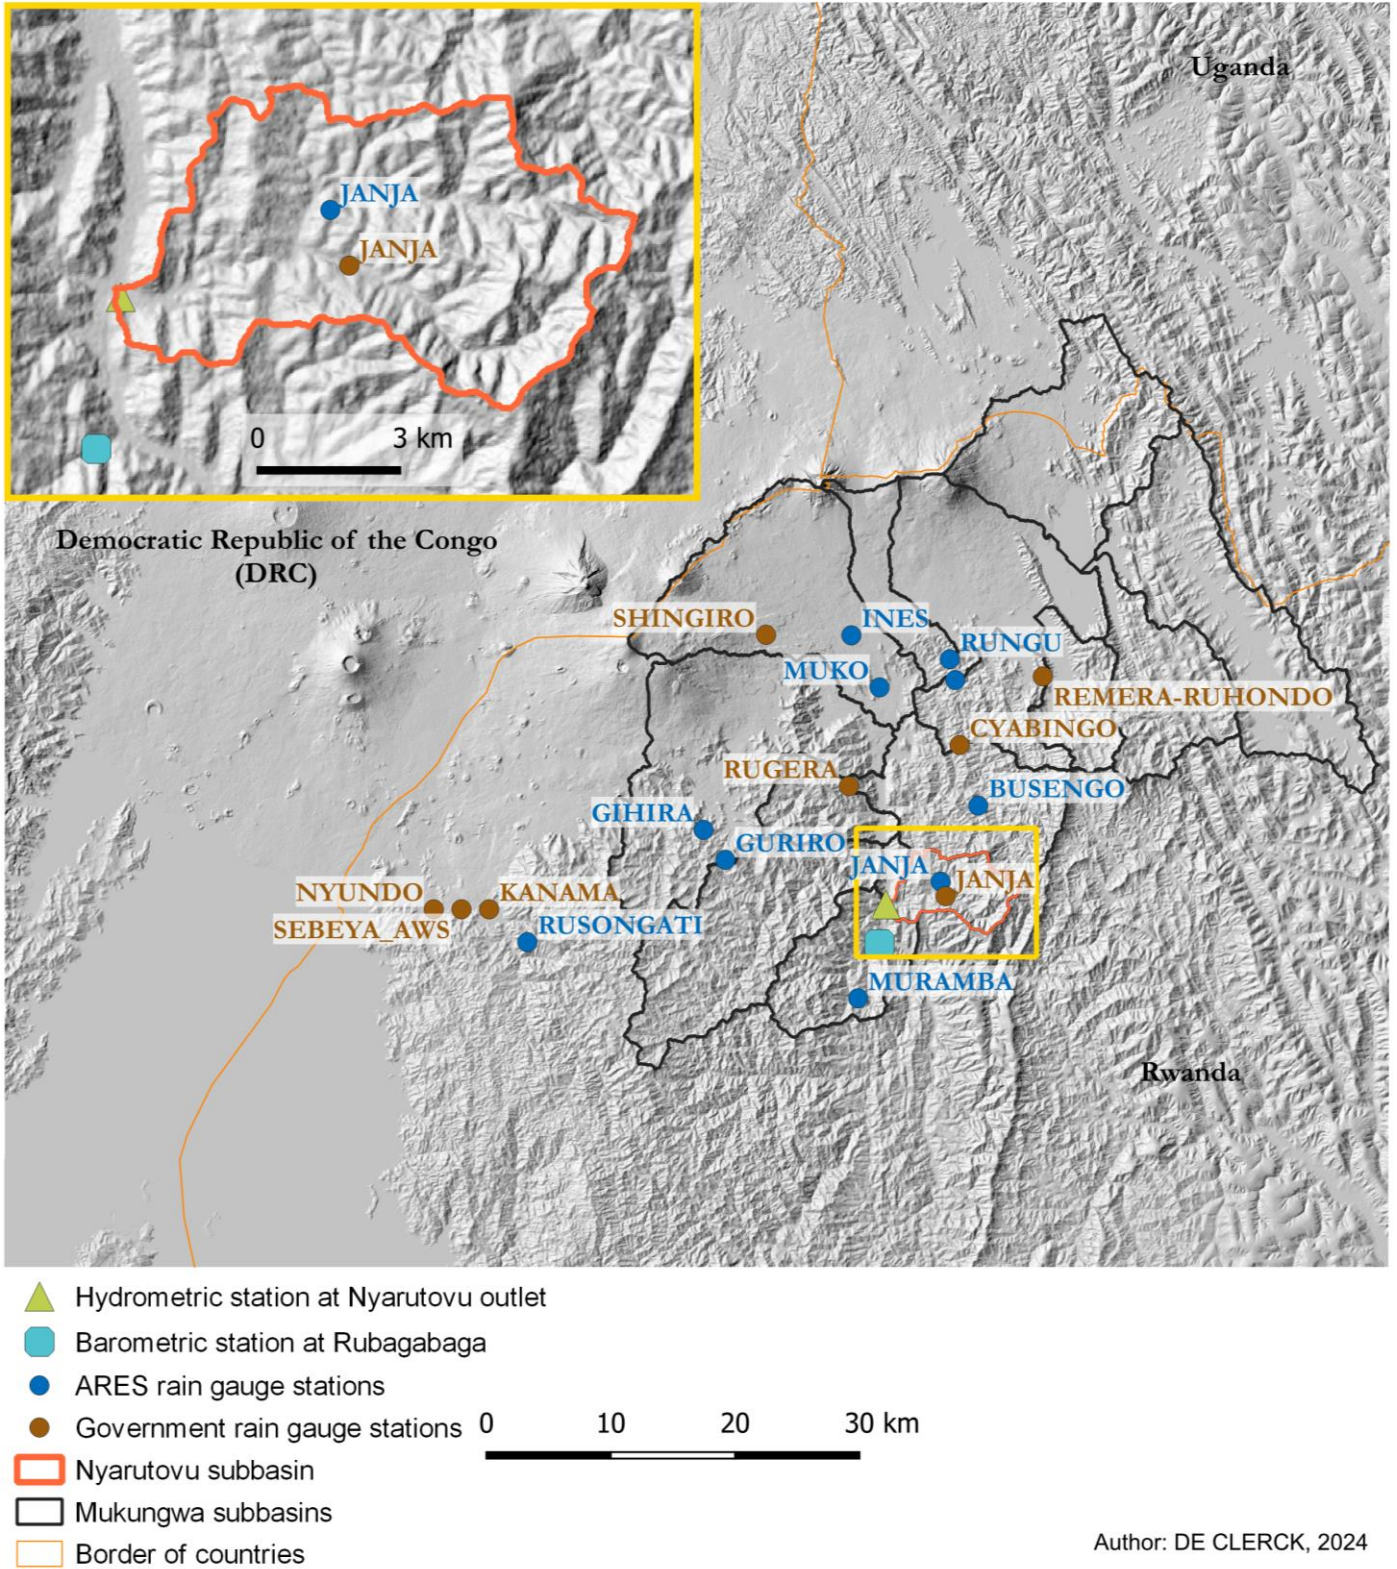 JANJA
JANJA
0 3 km
Uganda
Democratic Republic of the Congo
(DRC)
SHINGIRO
INES
RUNGU
MUKO
REMERA-RUHONDO
CYABINGO
RUGERA
BUSENGO
GIHIRA
GURIRO
JANJA
JANJA
NYUNDO
KANAMA
SEBEYA_AWS
RUSONGATI
MURAMBA
Rwanda
Hydrometric station at Nyarutovu outlet
Barometric station at Rubagabaga
ARES rain gauge stations
Government rain gauge stations
0 10 20 30 km
Nyarutovu subbasin
Mukungwa subbasins
Border of countries
Author: DE CLERCK, 2024